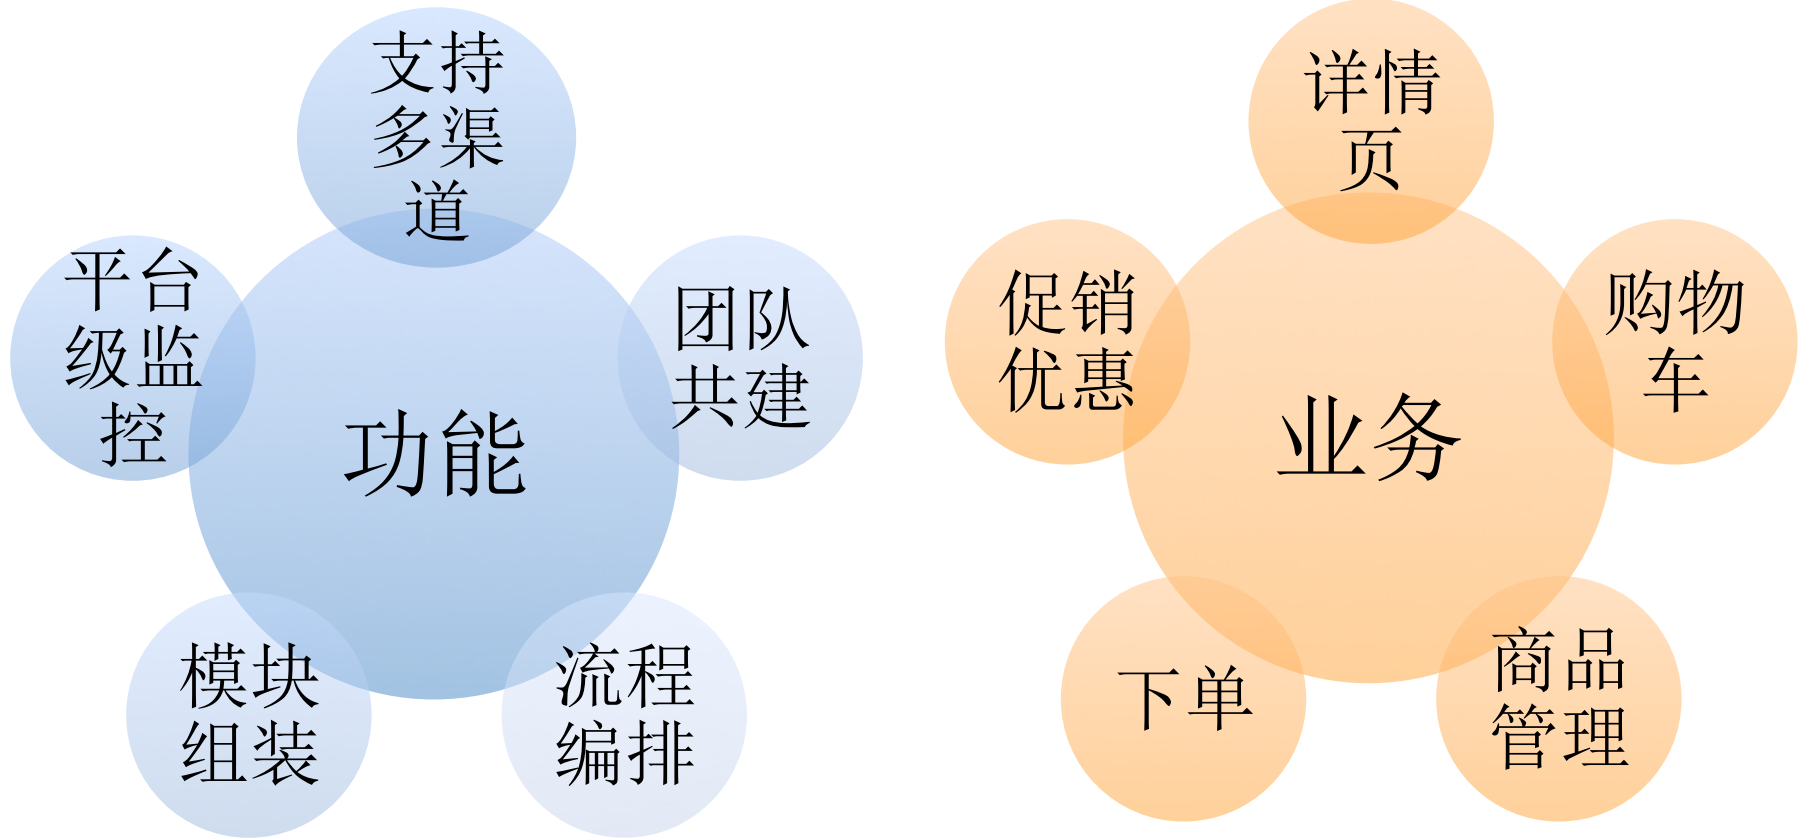 支持
多渠
道
平台
级监
控
团队
共建
功能
模块
组装
流程
编排
详情
页
促销
优惠
购物
车
业务
下单
商品
管理